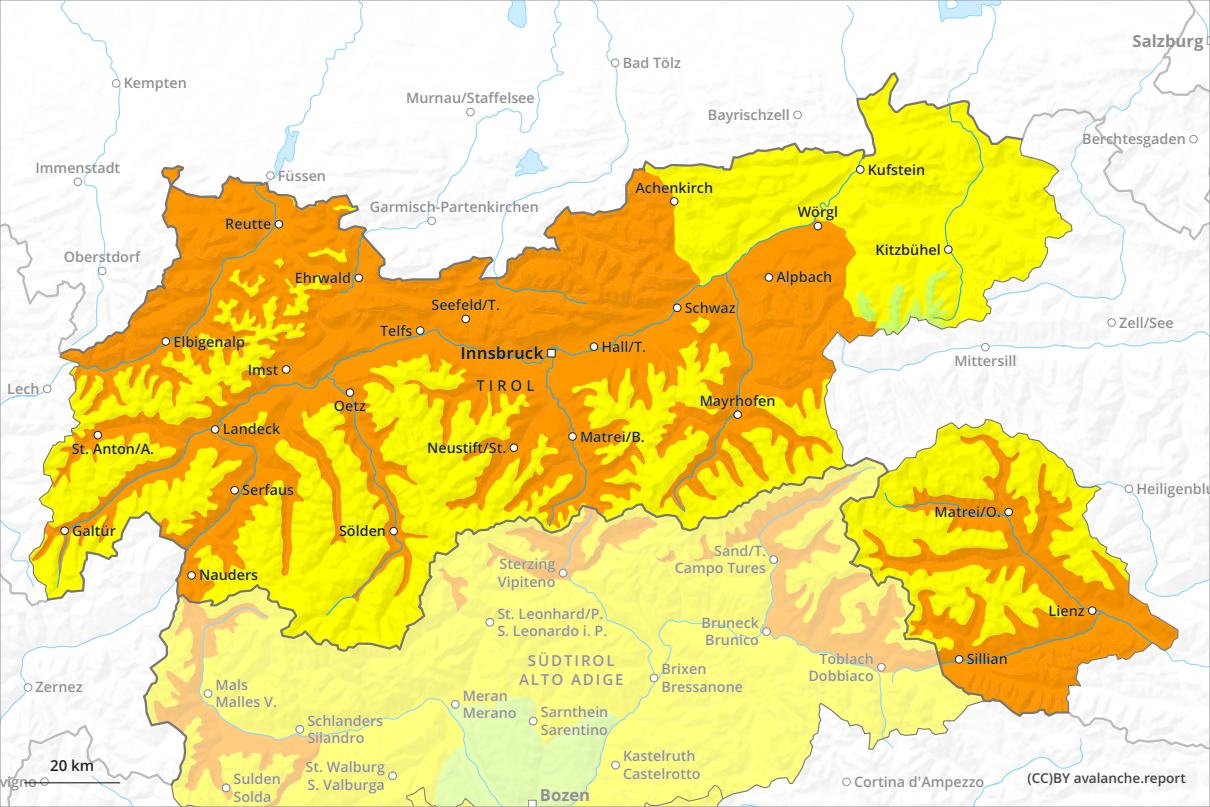 Salzburg
Bad Tölz
Kempten
Murnau/Staffelsee
Bayrischzell
Berchtesgaden
Immenstadt
Füssen
Kufstein
Achenkirch
Garmisch-Partenkirchen
Wörgl
Reutte
Oberstdorf
Kitzbühel
Ehrwald
Alpbach
Seefeld/T.
Schwaz
Zell/See
Telfs
Elbigenalp
Innsbruck
Hall/T.
Mittersill
Imst
TIROL
Lech
Oetz
Mayrhofen
Landeck
St. Anton/A.
Neustift/St.
Matrei/B.
Serfaus
Heiligenblu
Matrei/O.
Galtür
Sölden
Sand/T.
Campo Tures
Sterzing
Vipiteno
Nauders
Lienz
St. Leonhard/P.
S. Leonardo i. P.
Bruneck
Brunico
Sillian
SÜDTIROL
ALTO ADIGE
Toblach
Dobbiaco
Brixen
Bressanone
Zernez
Mals
Malles V.
Meran
Merano
Sarnthein
Sarentino
Schlanders
Silandro
Kastelruth
Castelrotto
St. Walburg
S. Valburga
20 km
vigno
Sulden
Solda
Cortina d'Ampezzo
(CC)BY avalanche.report
Bozen